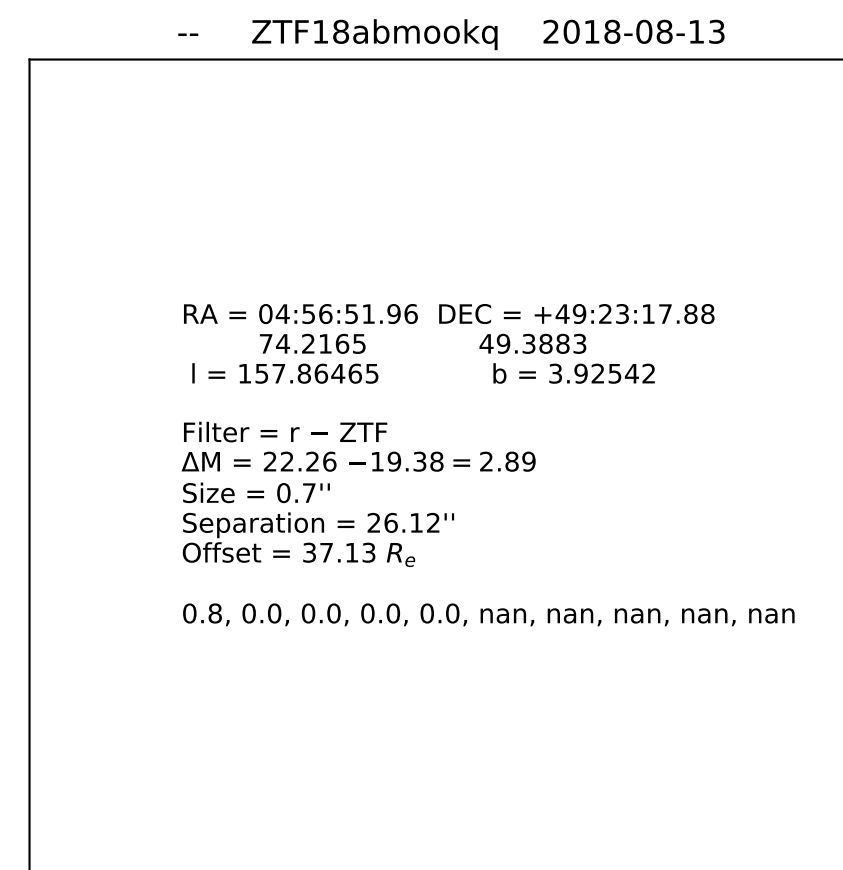 -- ZTF18abmookq 2018-08-13
RA = 04:56:51.96 DEC = +49:23:17.88
74.2165 49.3883
l = 157.86465 b = 3.92542
Filter = r − ZTF
ΔM = 22.26 −19.38 = 2.89
Size = 0.7''
Separation = 26.12''
Offset = 37.13 Rₑ
0.8, 0.0, 0.0, 0.0, 0.0, nan, nan, nan, nan, nan